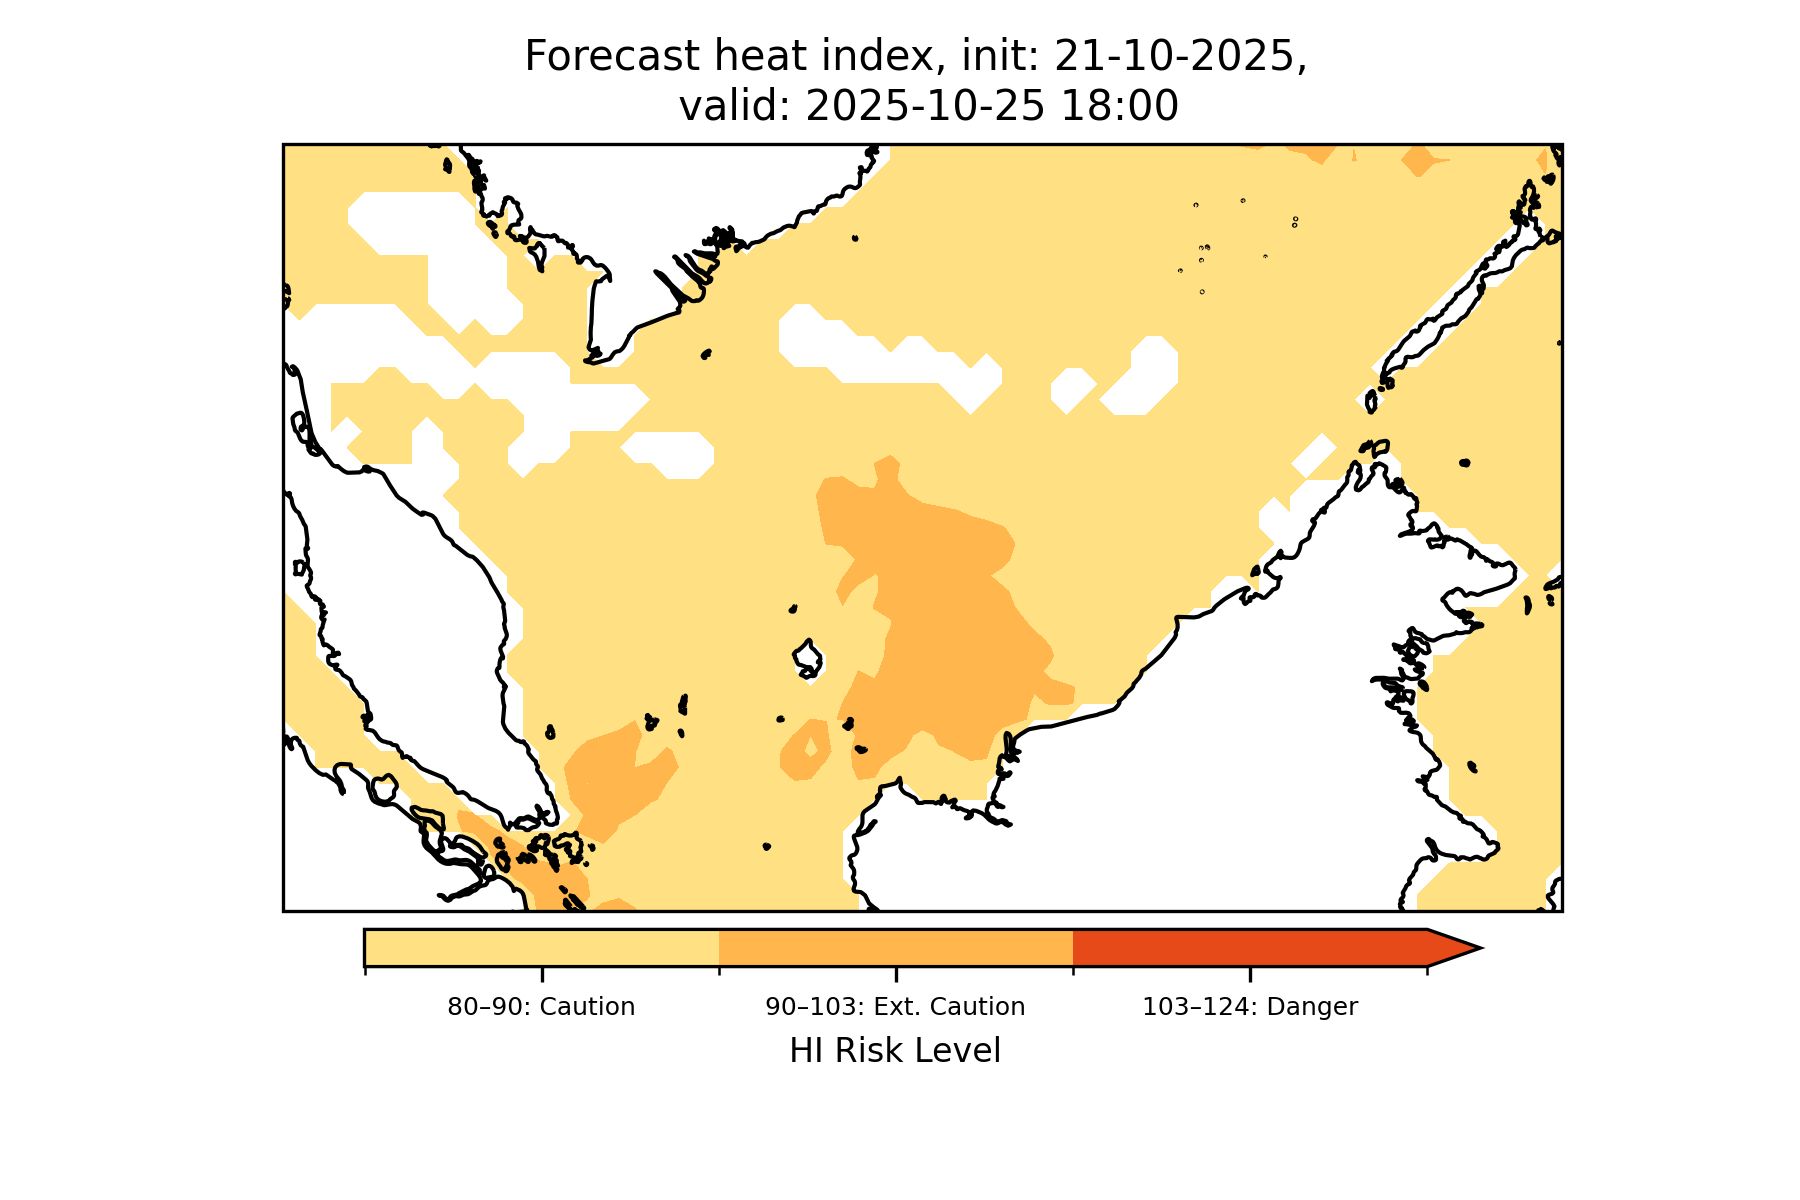 Forecast heat index, init: 21-10-2025,
valid: 2025-10-25 18:00
80–90: Caution
90–103: Ext. Caution
103–124: Danger
HI Risk Level